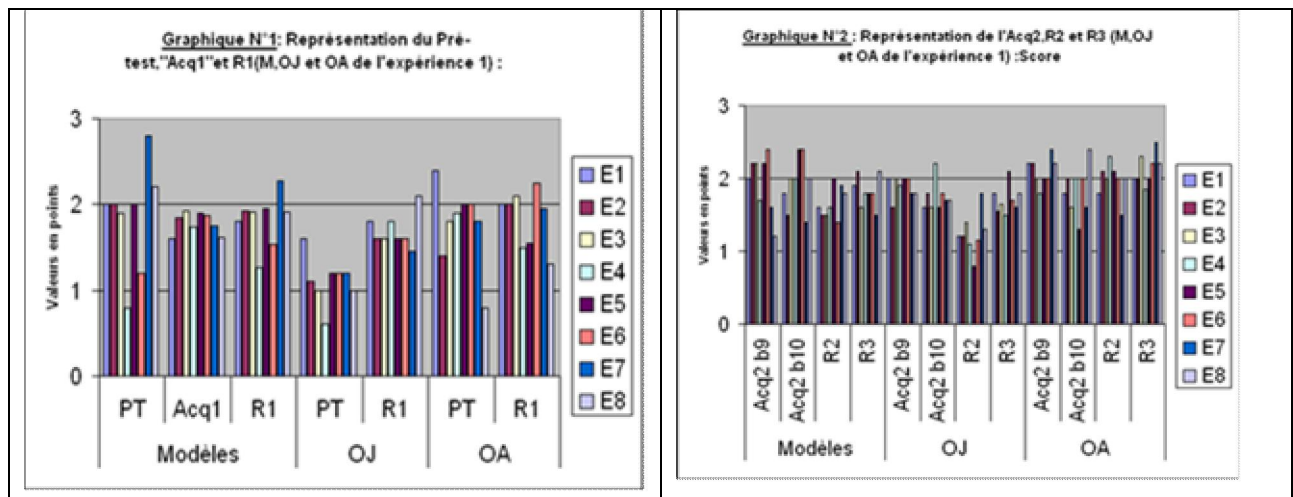 Graphique N°1: Représentation du Pré-
test,"Acq1"et R1(M,OJ et OA de l'expérience 1) :
Valeurs en points
3
2
1
0
PT Acq1 R1 PT R1 PT R1
Modèles OJ OA
E1
E2
E3
E4
E5
E6
E7
E8
Graphique N°2 : Représentation de l'Acq2,R2 et R3 (M,OJ
et OA de l'expérience 1) :Score
Valeurs en points
3
2
1
0
Acq2 b9 Acq2 b10 R2 R3 Acq2 b9 Acq2 b10 R2 R3 Acq2 b9 Acq2 b10 R2 R3
Modèles OJ OA
E1
E2
E3
E4
E5
E6
E7
E8